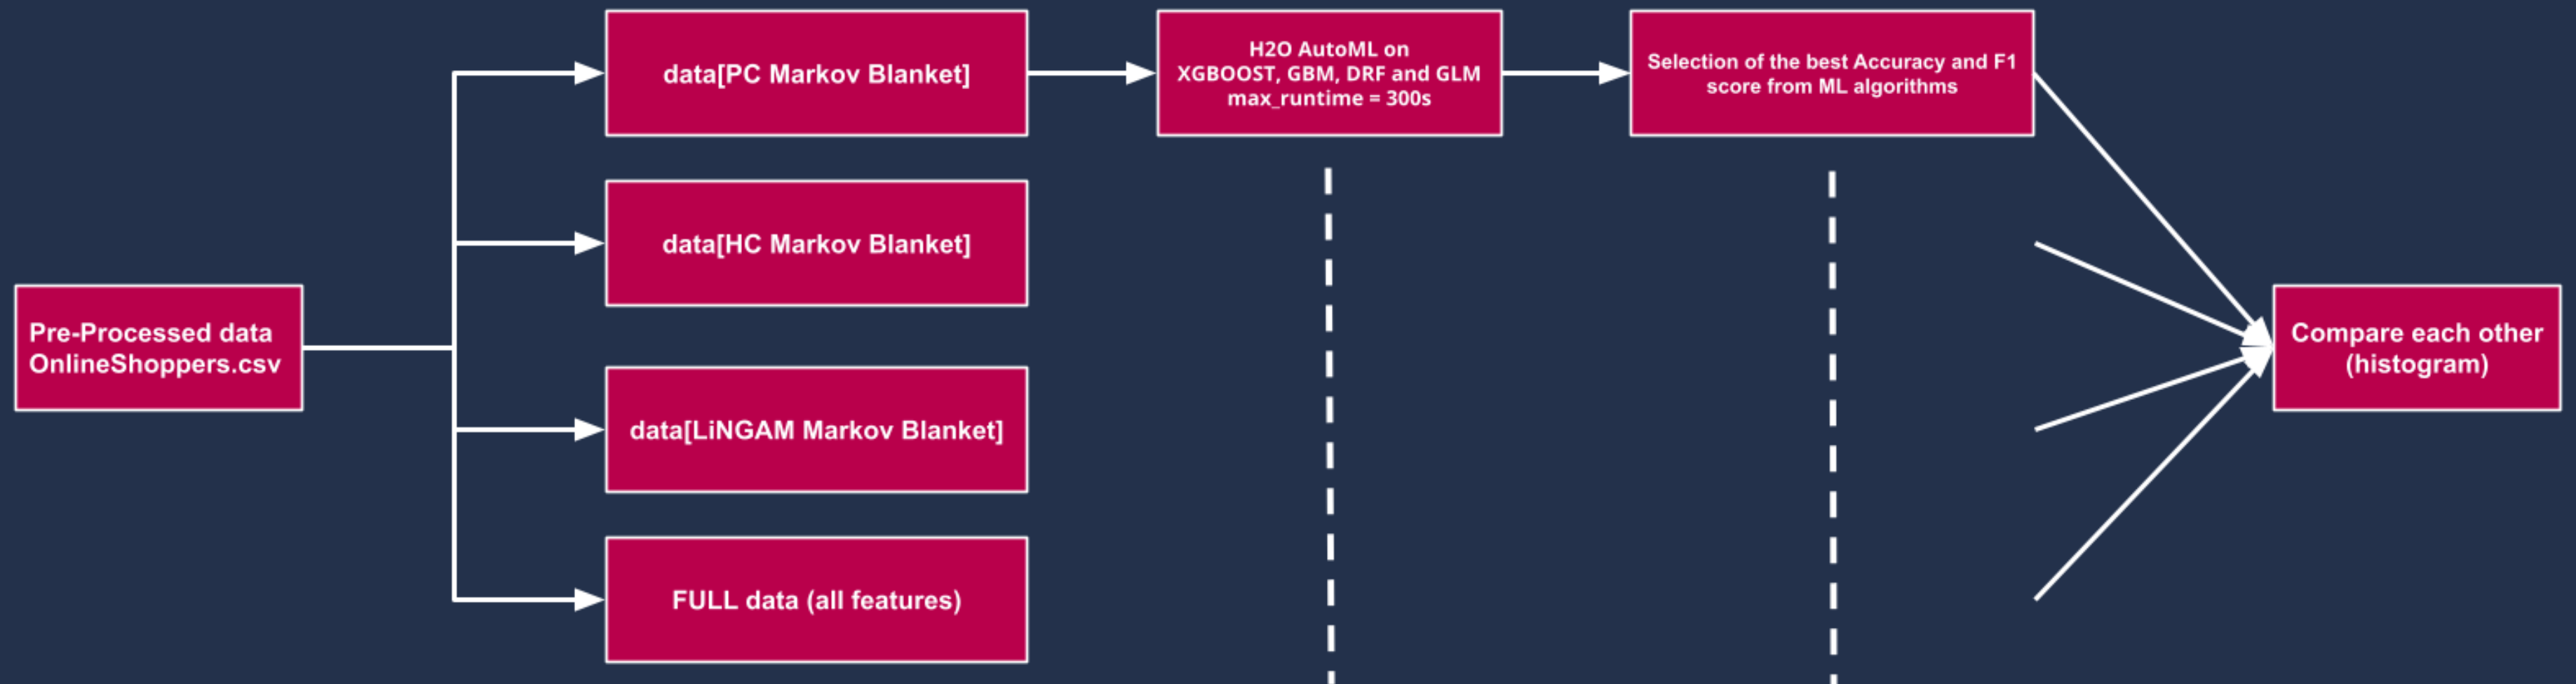 Pre-Processed data
OnlineShoppers.csv
data[PC Markov Blanket]
data[HC Markov Blanket]
data[LiNGAM Markov Blanket]
FULL data (all features)
H2O AutoML on
XGBOOST, GBM, DRF and GLM
max_runtime = 300s
Selection of the best Accuracy and F1
score from ML algorithms
Compare each other
(histogram)